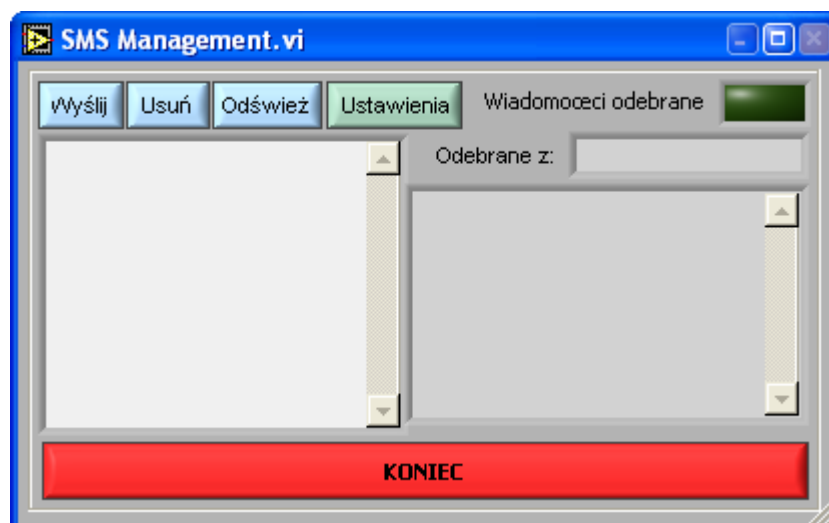 SMS Management.vi
Wyślij Usuń Odśwież Ustawienia Wiadomoœci odebrane
Odebrane z:
KONIEC